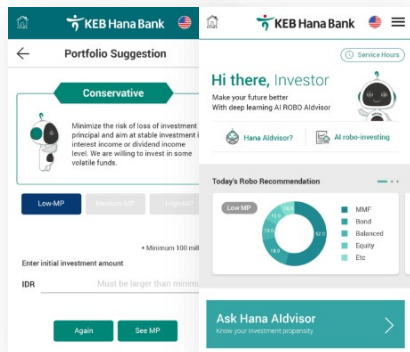 KEB Hana Bank
Portfolio Suggestion
Conservative
Minimize the risk of loss of investment
principal and aim at stable investment i
interest income or dividend income
level. We are willing to invest in some
volatile funds.
Low-MP
Medium-MP
High-MP
* Minimum 100 mill
Enter initial investment amount
IDR
Must be larger than minimu
Again
See MP
KEB Hana Bank
Service Hours
Hi there, Investor
Make your future better
With deep learning AI ROBO AIdvisor
Hana AIdvisor?
AI robo-investing
Today's Robo Recommendation
Low MP
MMF
Bond
Balanced
Equity
Etc
Ask Hana AIdvisor
Know your investment propensity